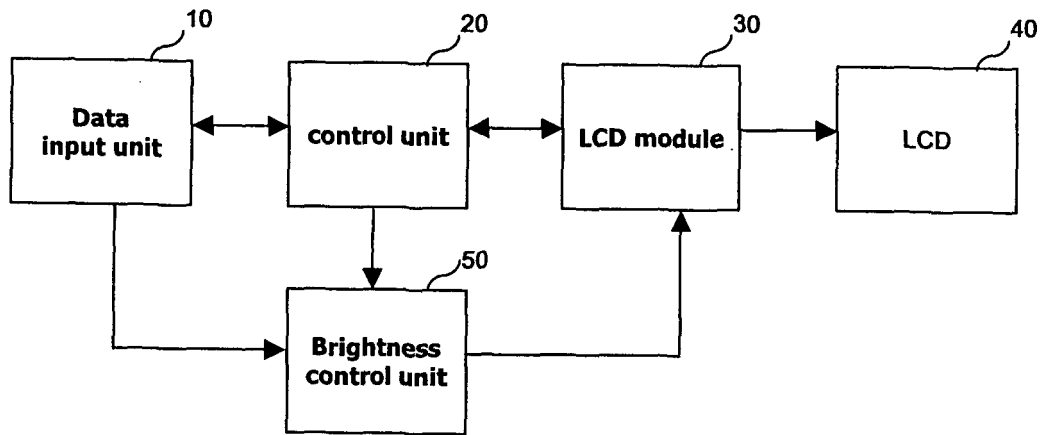 10
20
30
40
Data
input unit
control unit
LCD module
LCD
50
Brightness
control unit